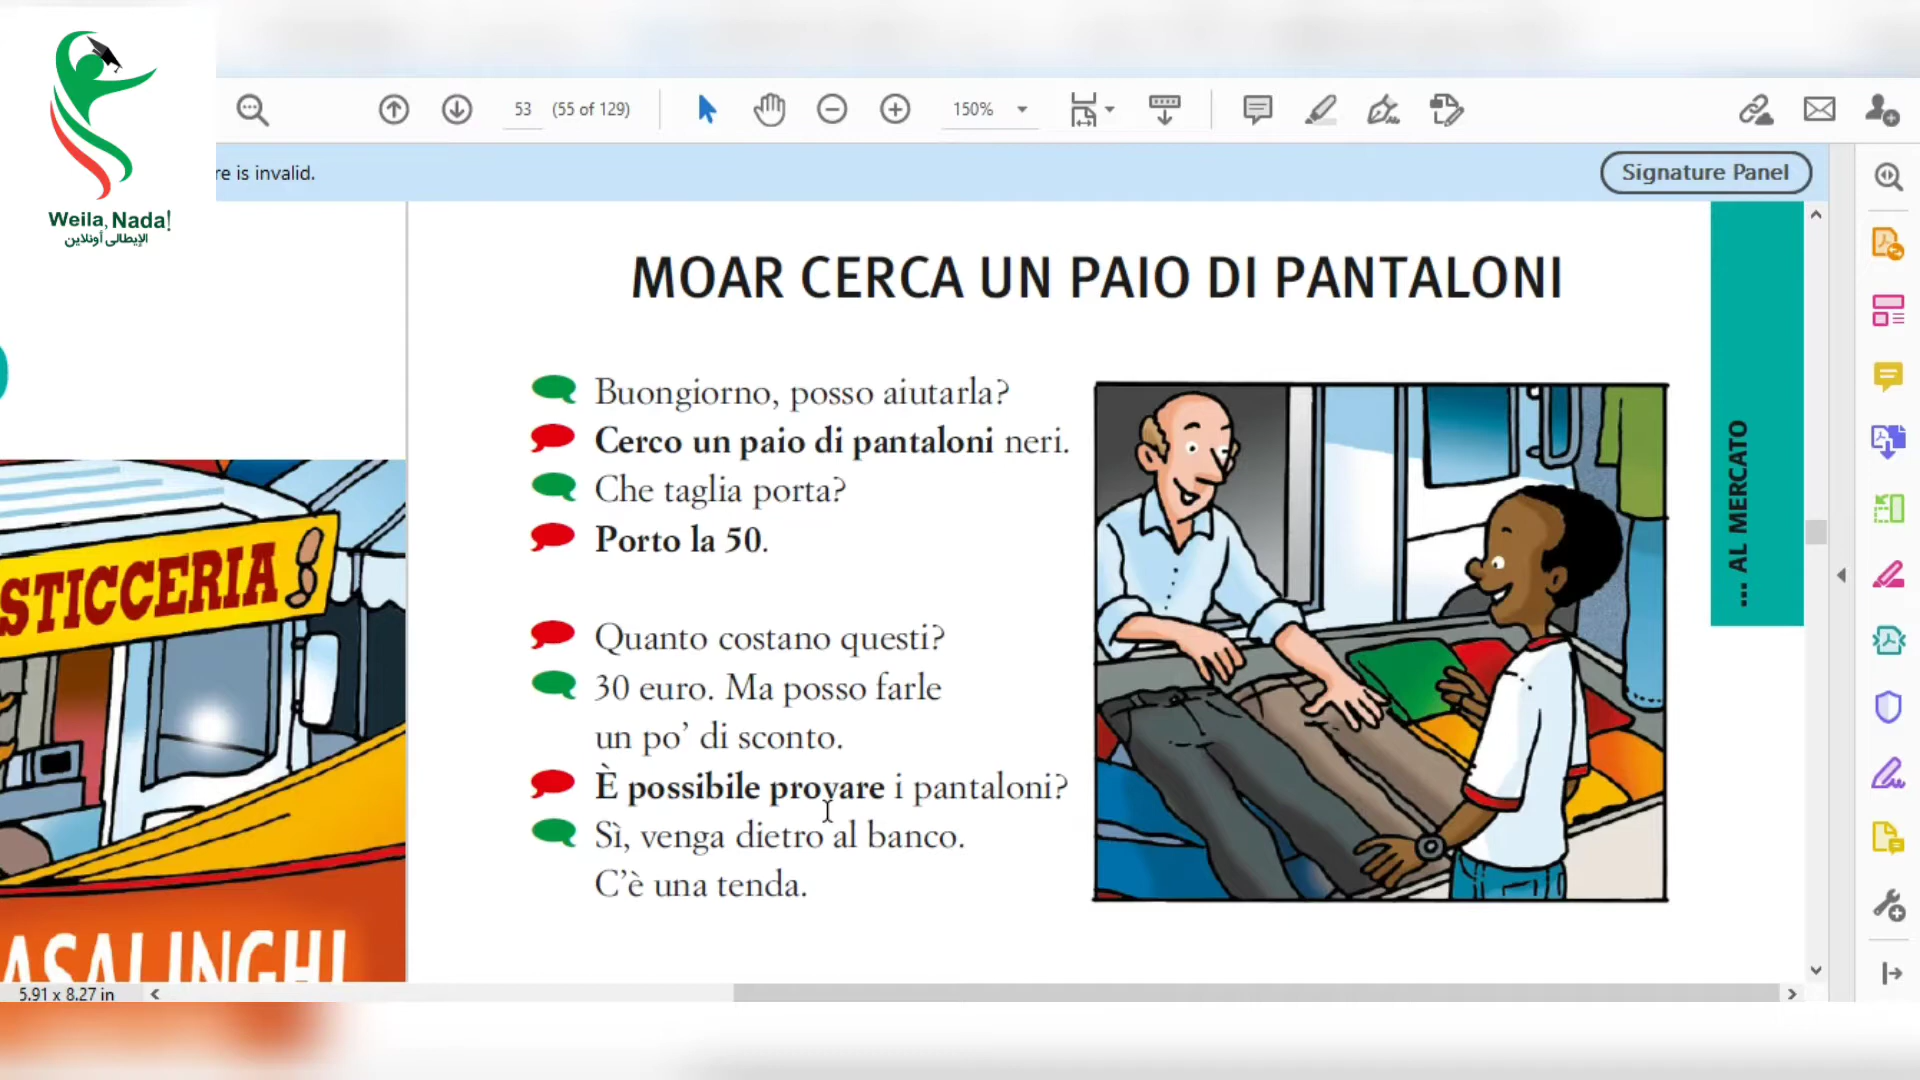 Weila, Nada!
الإيطالى أونلاين
53 (55 of 129)
150%
re is invalid.
Signature Panel
MOAR CERCA UN PAIO DI PANTALONI
Buongiorno, posso aiutarla?
Cerco un paio di pantaloni neri.
Che taglia porta?
Porto la 50.
Quanto costano questi?
30 euro. Ma posso farle
un po’ di sconto.
È possibile provare i pantaloni?
Sì, venga dietro al banco.
C’è una tenda.
... AL MERCATO
STICCERIA
ASALINGHI
5.91 x 8.27 in